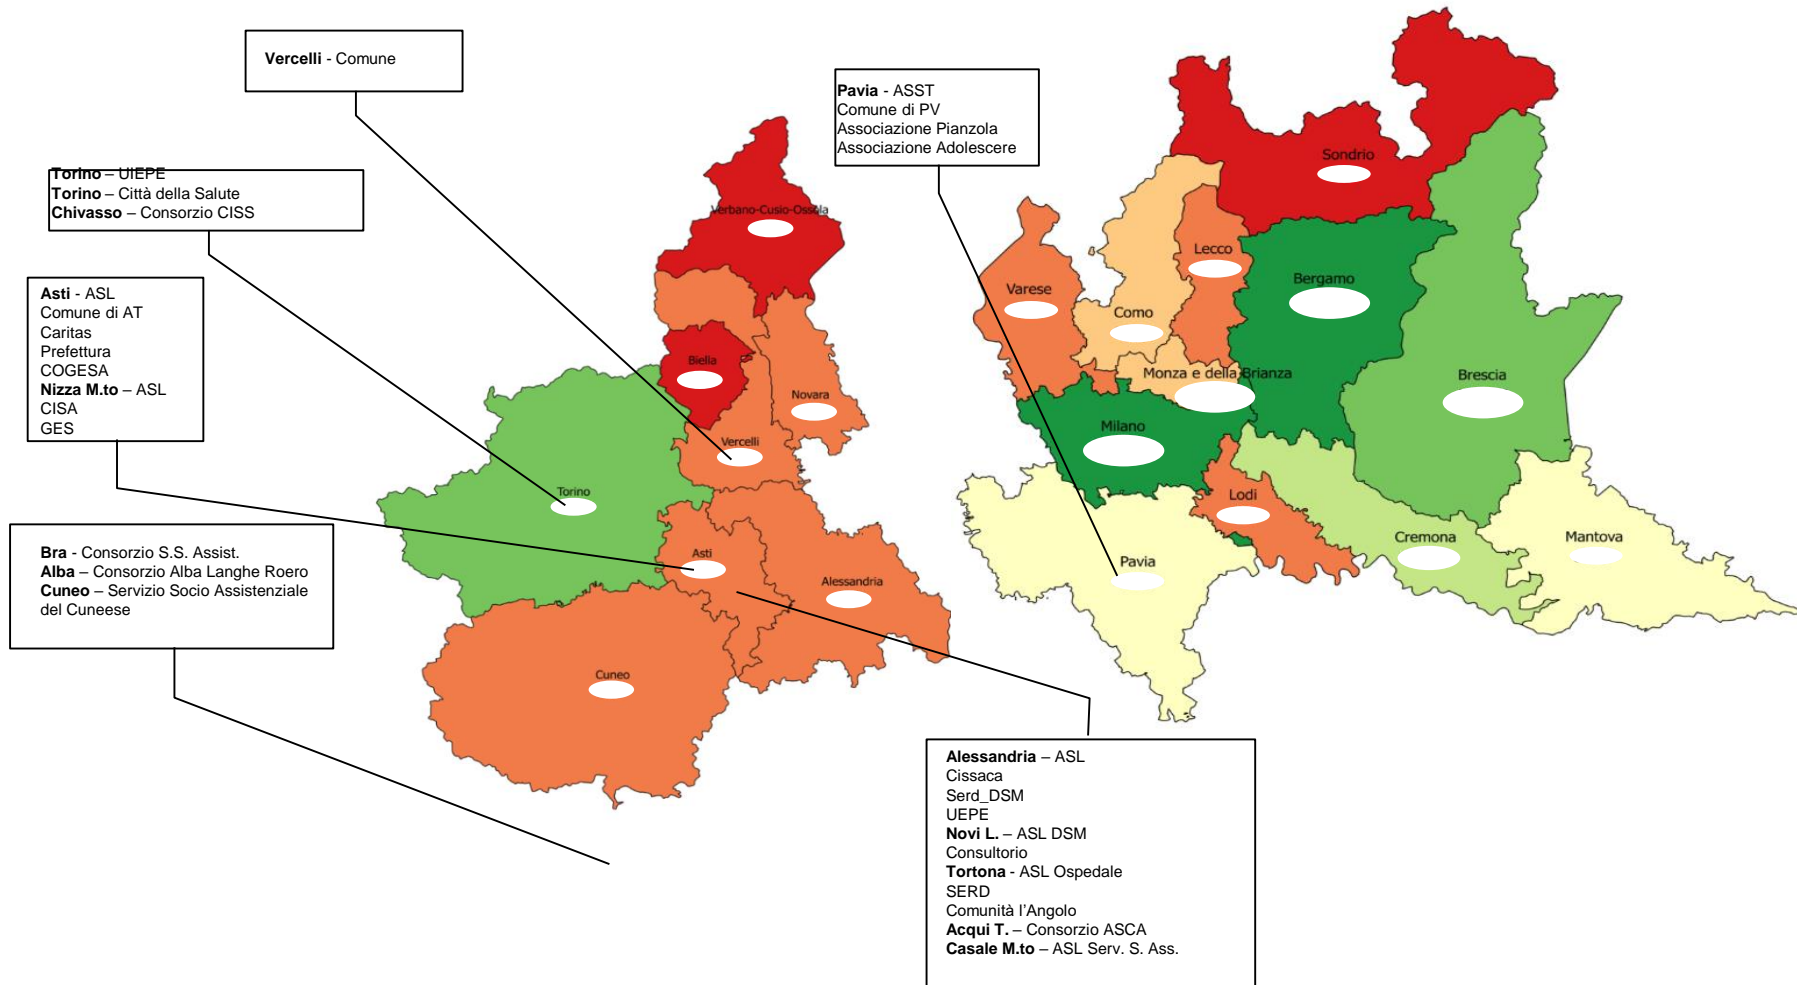 Vercelli - Comune
Pavia - ASST
Comune di PV
Associazione Pianzola
Associazione Adolescere
Torino – UIEPE
Torino – Città della Salute
Chivasso – Consorzio CISS
Asti - ASL
Comune di AT
Caritas
Prefettura
COGESA
Nizza M.to – ASL
CISA
GES
Bra - Consorzio S.S. Assist.
Alba – Consorzio Alba Langhe Roero
Cuneo – Servizio Socio Assistenziale
del Cuneese
Verbano-Cusio-Ossola
Biella
Novara
Vercelli
Torino
Asti
Alessandria
Cuneo
Sondrio
Lecco
Varese
Como
Bergamo
Monza e della Brianza
Brescia
Milano
Lodi
Cremona
Mantova
Pavia
Alessandria – ASL
Cissaca
Serd_DSM
UEPE
Novi L. – ASL DSM
Consultorio
Tortona - ASL Ospedale
SERD
Comunità l'Angolo
Acqui T. – Consorzio ASCA
Casale M.to – ASL Serv. S. Ass.